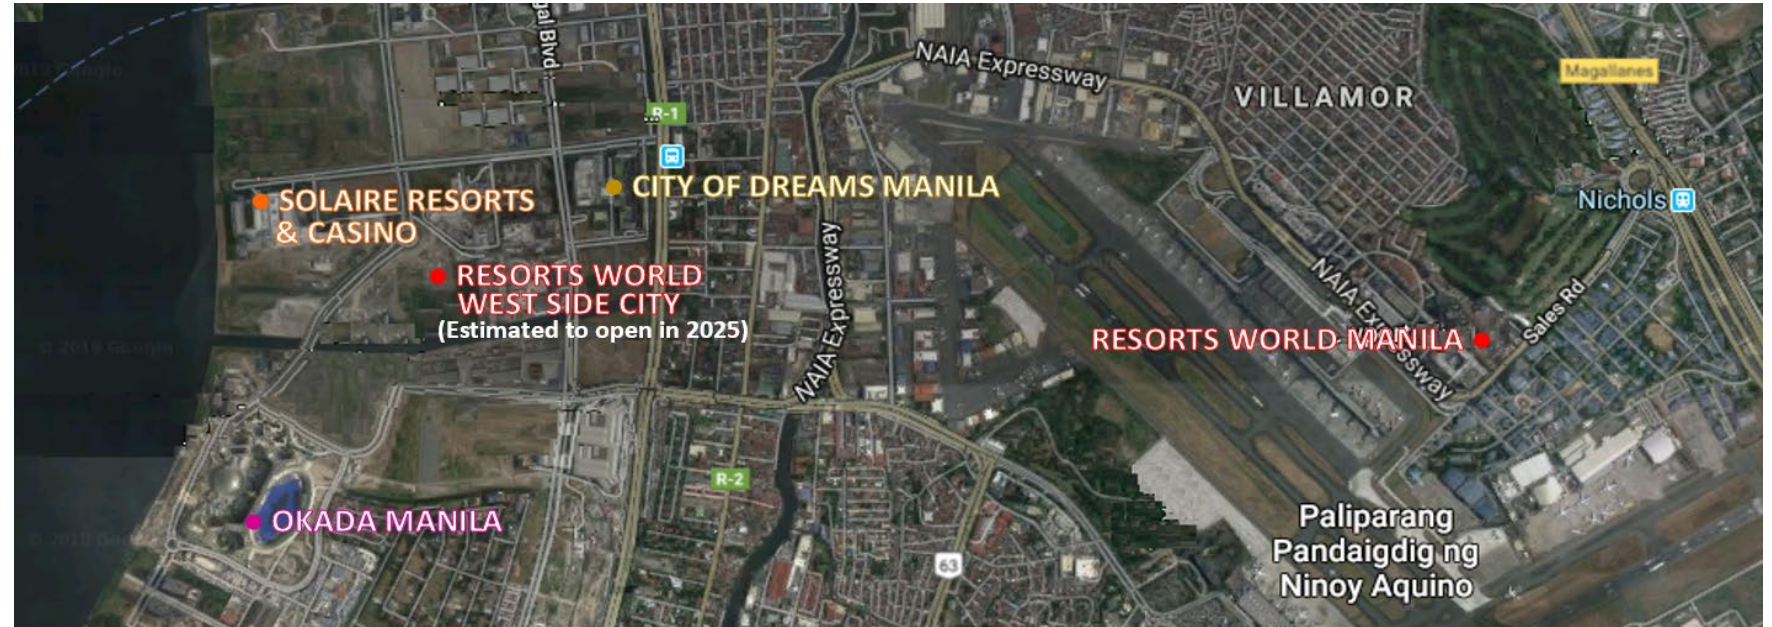 gal Blvd
NAIA Expressway
VILLAMOR
Magallanes
R-1
CITY OF DREAMS MANILA
SOLAIRE RESORTS
& CASINO
Nichols
RESORTS WORLD
WEST SIDE CITY
(Estimated to open in 2025)
NAIA Expressway
NAIA Expressway
Sales Rd
RESORTS WORLD MANILA
R-2
OKADA MANILA
63
Paliparang
Pandaigdig ng
Ninoy Aquino